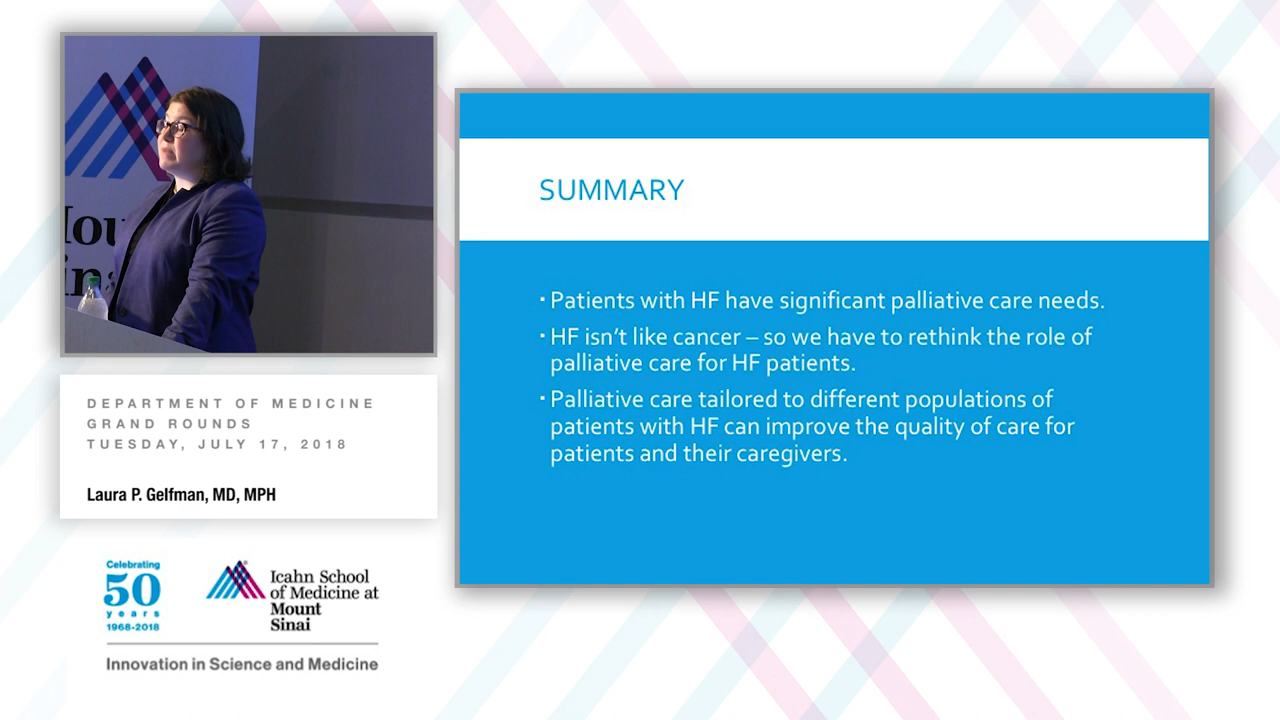 DEPARTMENT OF MEDICINE
GRAND ROUNDS
TUESDAY, JULY 17, 2018
Laura P. Gelfman, MD, MPH
Celebrating
50
years
1968-2018
Icahn School
of Medicine at
Mount
Sinai
Innovation in Science and Medicine
SUMMARY
▪ Patients with HF have significant palliative care needs.
▪ HF isn't like cancer – so we have to rethink the role of
palliative care for HF patients.
▪ Palliative care tailored to different populations of
patients with HF can improve the quality of care for
patients and their caregivers.